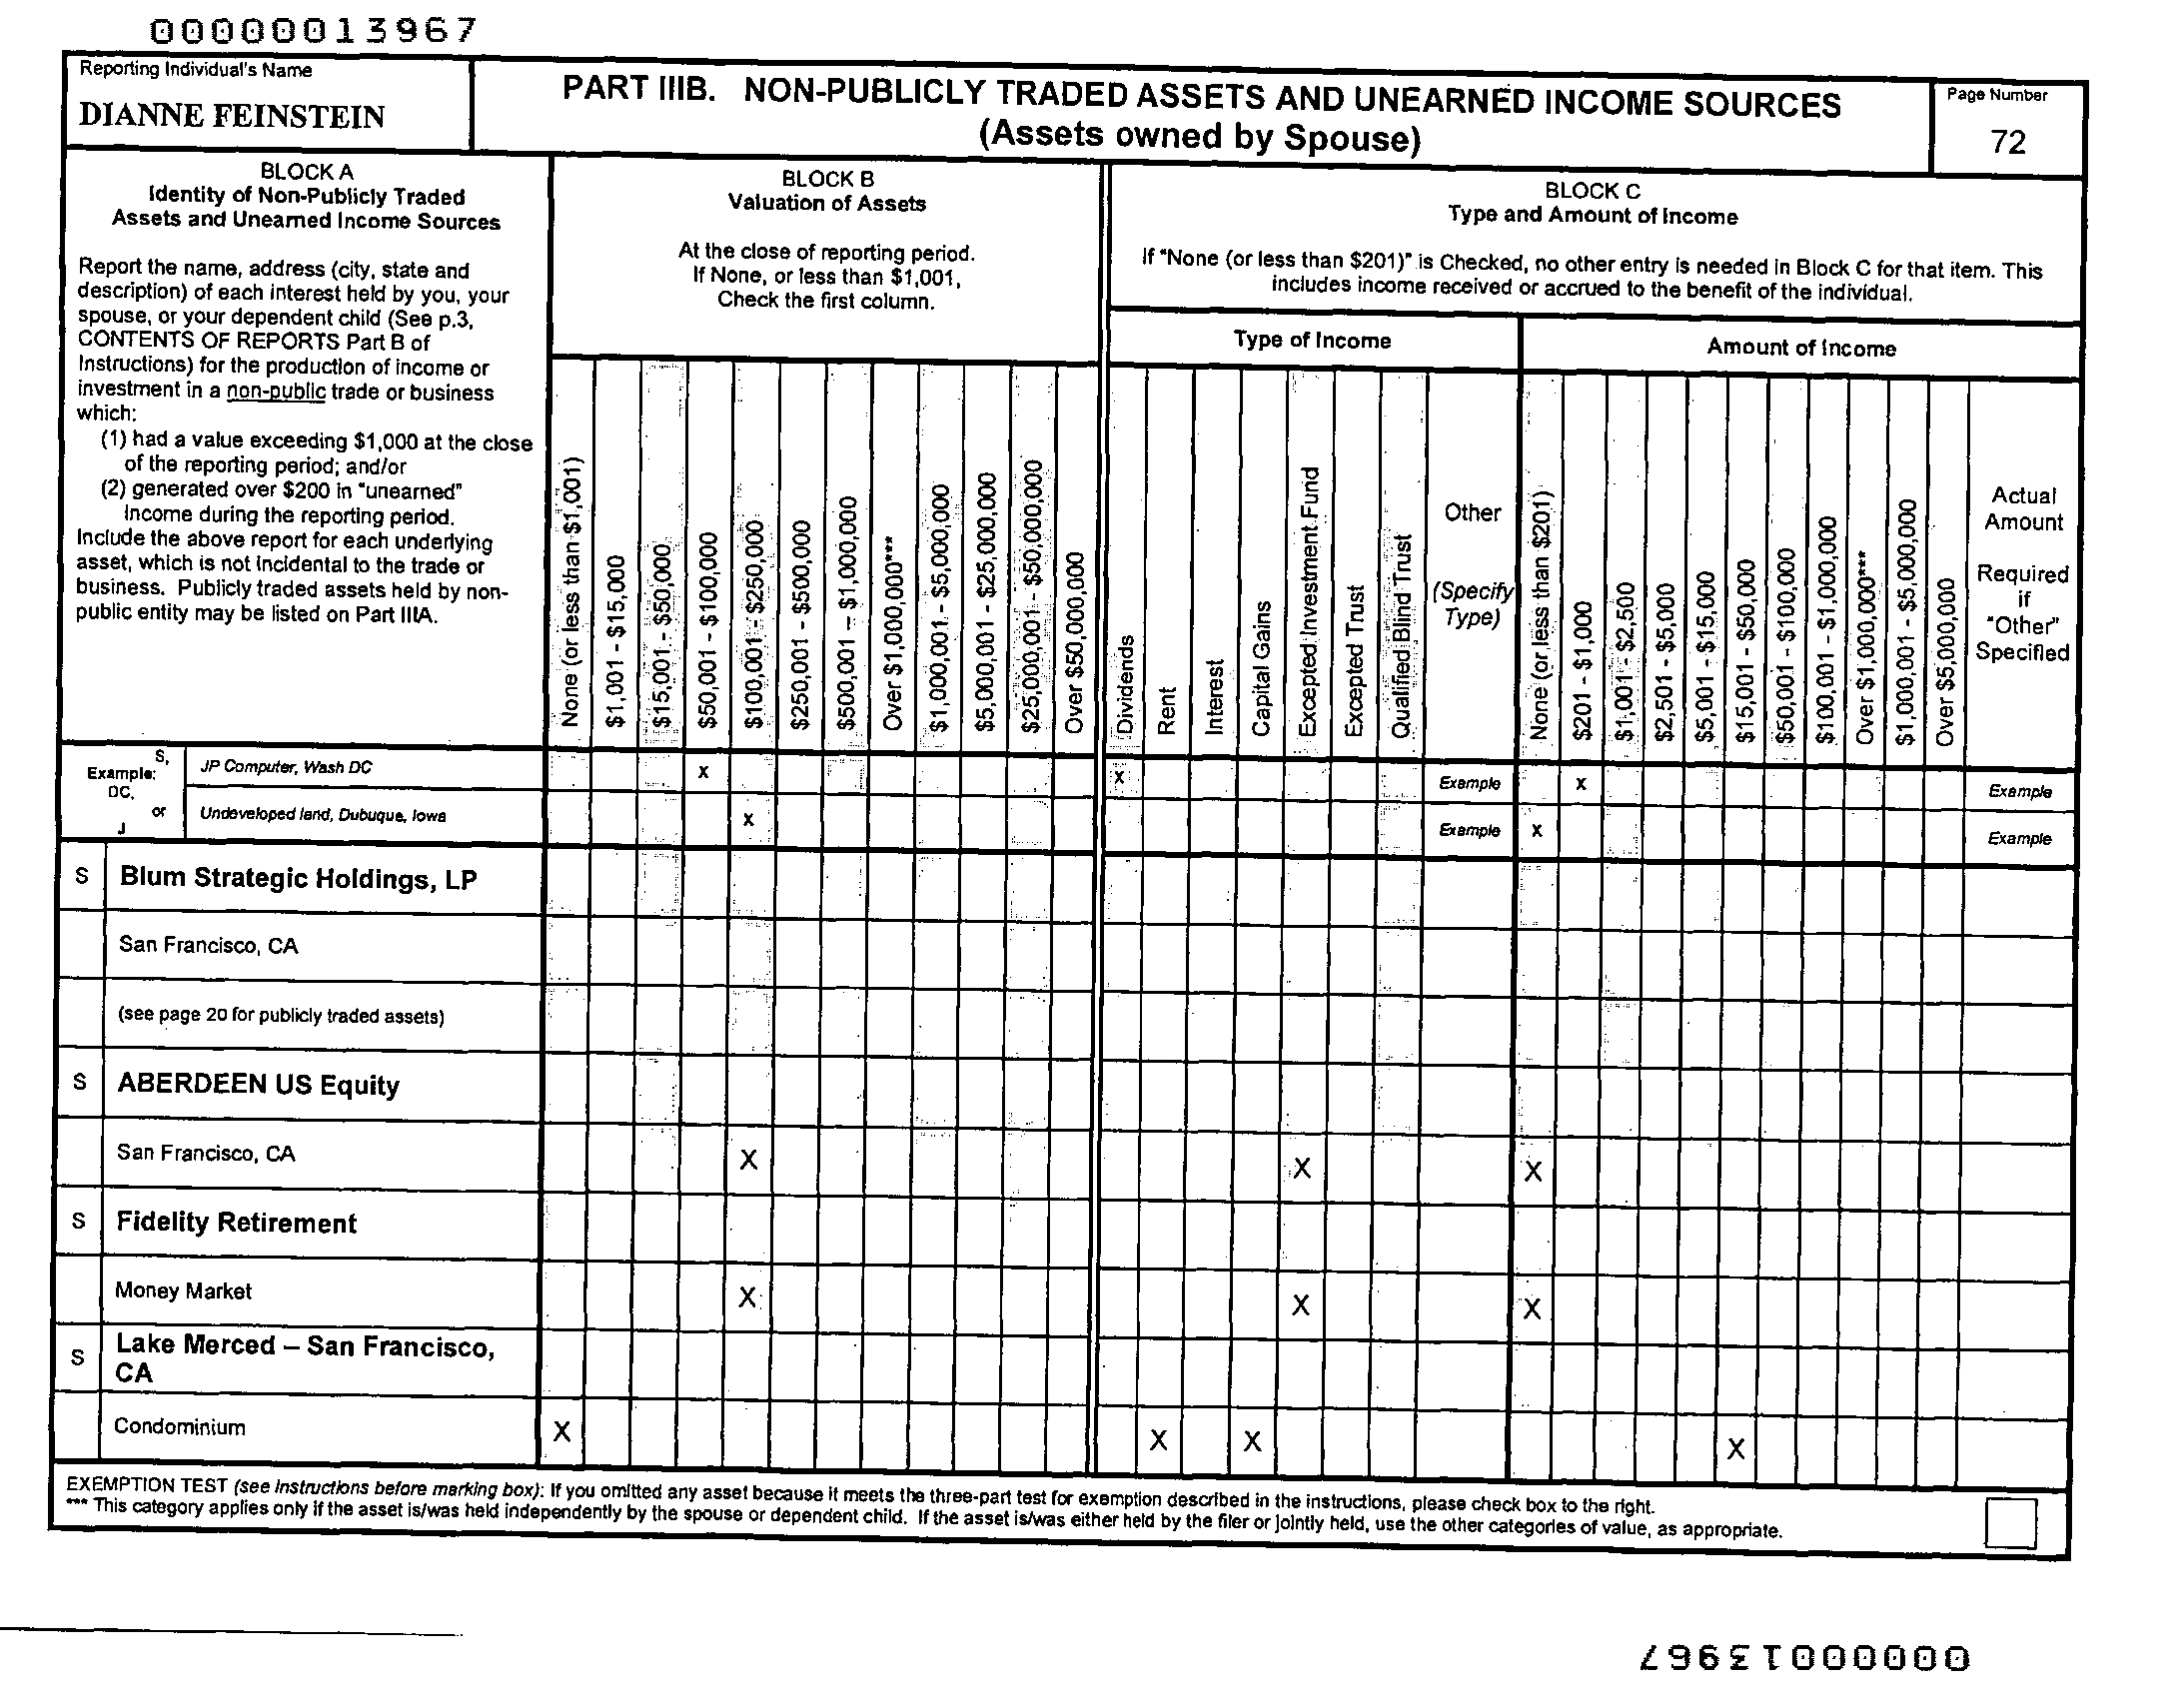 00000013967
Reporting Individual's Name
DIANNE FEINSTEIN
PART IIIB. NON-PUBLICLY TRADED ASSETS AND UNEARNED INCOME SOURCES
(Assets owned by Spouse)
Page Number
72
BLOCK A
Identity of Non-Publicly Traded
Assets and Unearned Income Sources
Report the name, address (city, state and
description) of each interest held by you, your
spouse, or your dependent child (See p.3,
CONTENTS OF REPORTS Part B of
Instructions) for the production of income or
investment in a non-public trade or business
which:
(1) had a value exceeding $1,000 at the close
of the reporting period; and/or
(2) generated over $200 in "unearned"
income during the reporting period.
Include the above report for each underlying
asset, which is not incidental to the trade or
business. Publicly traded assets held by non-
public entity may be listed on Part IIIA.
BLOCK B
Valuation of Assets
At the close of reporting period.
If None, or less than $1,001,
Check the first column.
None (or less than $1,001)
$1,001 - $15,000
$15,001 - $50,000
$50,001 - $100,000
$100,001 - $250,000
$250,001 - $500,000
$500,001 – $1,000,000
Over $1,000,000***
$1,000,001 - $5,000,000
$5,000,001 - $25,000,000
$25,000,001 - $50,000,000
Over $50,000,000
BLOCK C
Type and Amount of Income
If "None (or less than $201)" is Checked, no other entry is needed in Block C for that item. This
includes income received or accrued to the benefit of the individual.
Type of Income
Dividends
Rent
Interest
Capital Gains
Excepted Investment Fund
Excepted Trust
Qualified Blind Trust
Other
(Specify
Type)
Amount of Income
None (or less than $201)
$201 - $1,000
$1,001 - $2,500
$2,501 - $5,000
$5,001 - $15,000
$15,001 - $50,000
$50,001 - $100,000
$100,001 - $1,000,000
Over $1,000,000***
$1,000,001 - $5,000,000
Over $5,000,000
Actual
Amount
Required
if
"Other"
Specified
S,
Example:
DC,
or
J
JP Computer, Wash DC x x Example x Example
Undeveloped land, Dubuque, Iowa x Example x Example
S Blum Strategic Holdings, LP
San Francisco, CA
(see page 20 for publicly traded assets)
S ABERDEEN US Equity
San Francisco, CA X X X
S Fidelity Retirement
Money Market X X X
S Lake Merced – San Francisco,
CA
Condominium X X X X
EXEMPTION TEST (see instructions before marking box): If you omitted any asset because it meets the three-part test for exemption described in the instructions, please check box to the right.
*** This category applies only if the asset is/was held independently by the spouse or dependent child. If the asset is/was either held by the filer or jointly held, use the other categories of value, as appropriate.
00000013967